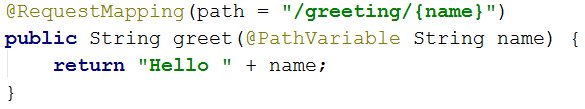 @RequestMapping(path = "/greeting/{name}")
public String greet(@PathVariable String name) {
    return "Hello " + name;
}